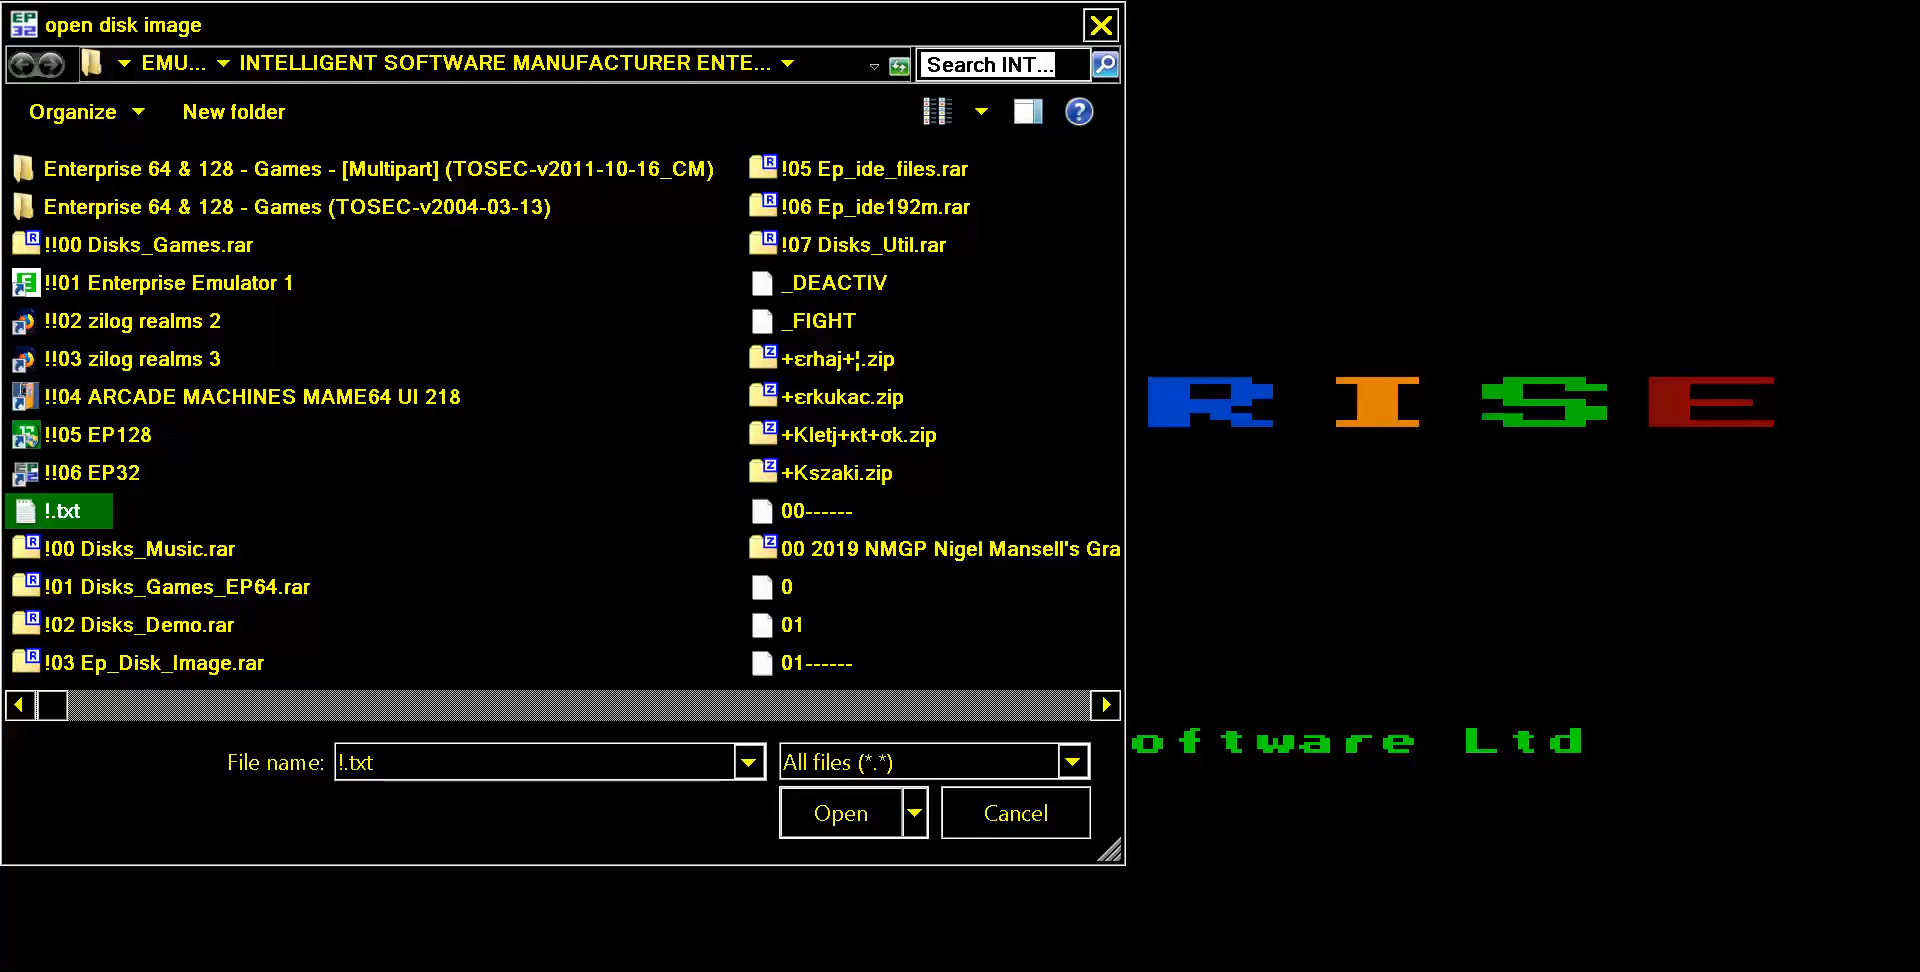 open disk image
EMU... INTELLIGENT SOFTWARE MANUFACTURER ENTE...
Search INT...
Organize
New folder
Enterprise 64 & 128 - Games - [Multipart] (TOSEC-v2011-10-16_CM)
Enterprise 64 & 128 - Games (TOSEC-v2004-03-13)
!!00 Disks_Games.rar
!!01 Enterprise Emulator 1
!!02 zilog realms 2
!!03 zilog realms 3
!!04 ARCADE MACHINES MAME64 UI 218
!!05 EP128
!!06 EP32
!.txt
!00 Disks_Music.rar
!01 Disks_Games_EP64.rar
!02 Disks_Demo.rar
!03 Ep_Disk_Image.rar
!05 Ep_ide_files.rar
!06 Ep_ide192m.rar
!07 Disks_Util.rar
_DEACTIV
_FIGHT
+εrhaj+¦.zip
+εrkukac.zip
+Kletj+κt+σk.zip
+Kszaki.zip
00------
00 2019 NMGP Nigel Mansell's Gra
0
01
01------
File name: !.txt
All files (*.*)
Open
Cancel
RISE
oftware Ltd